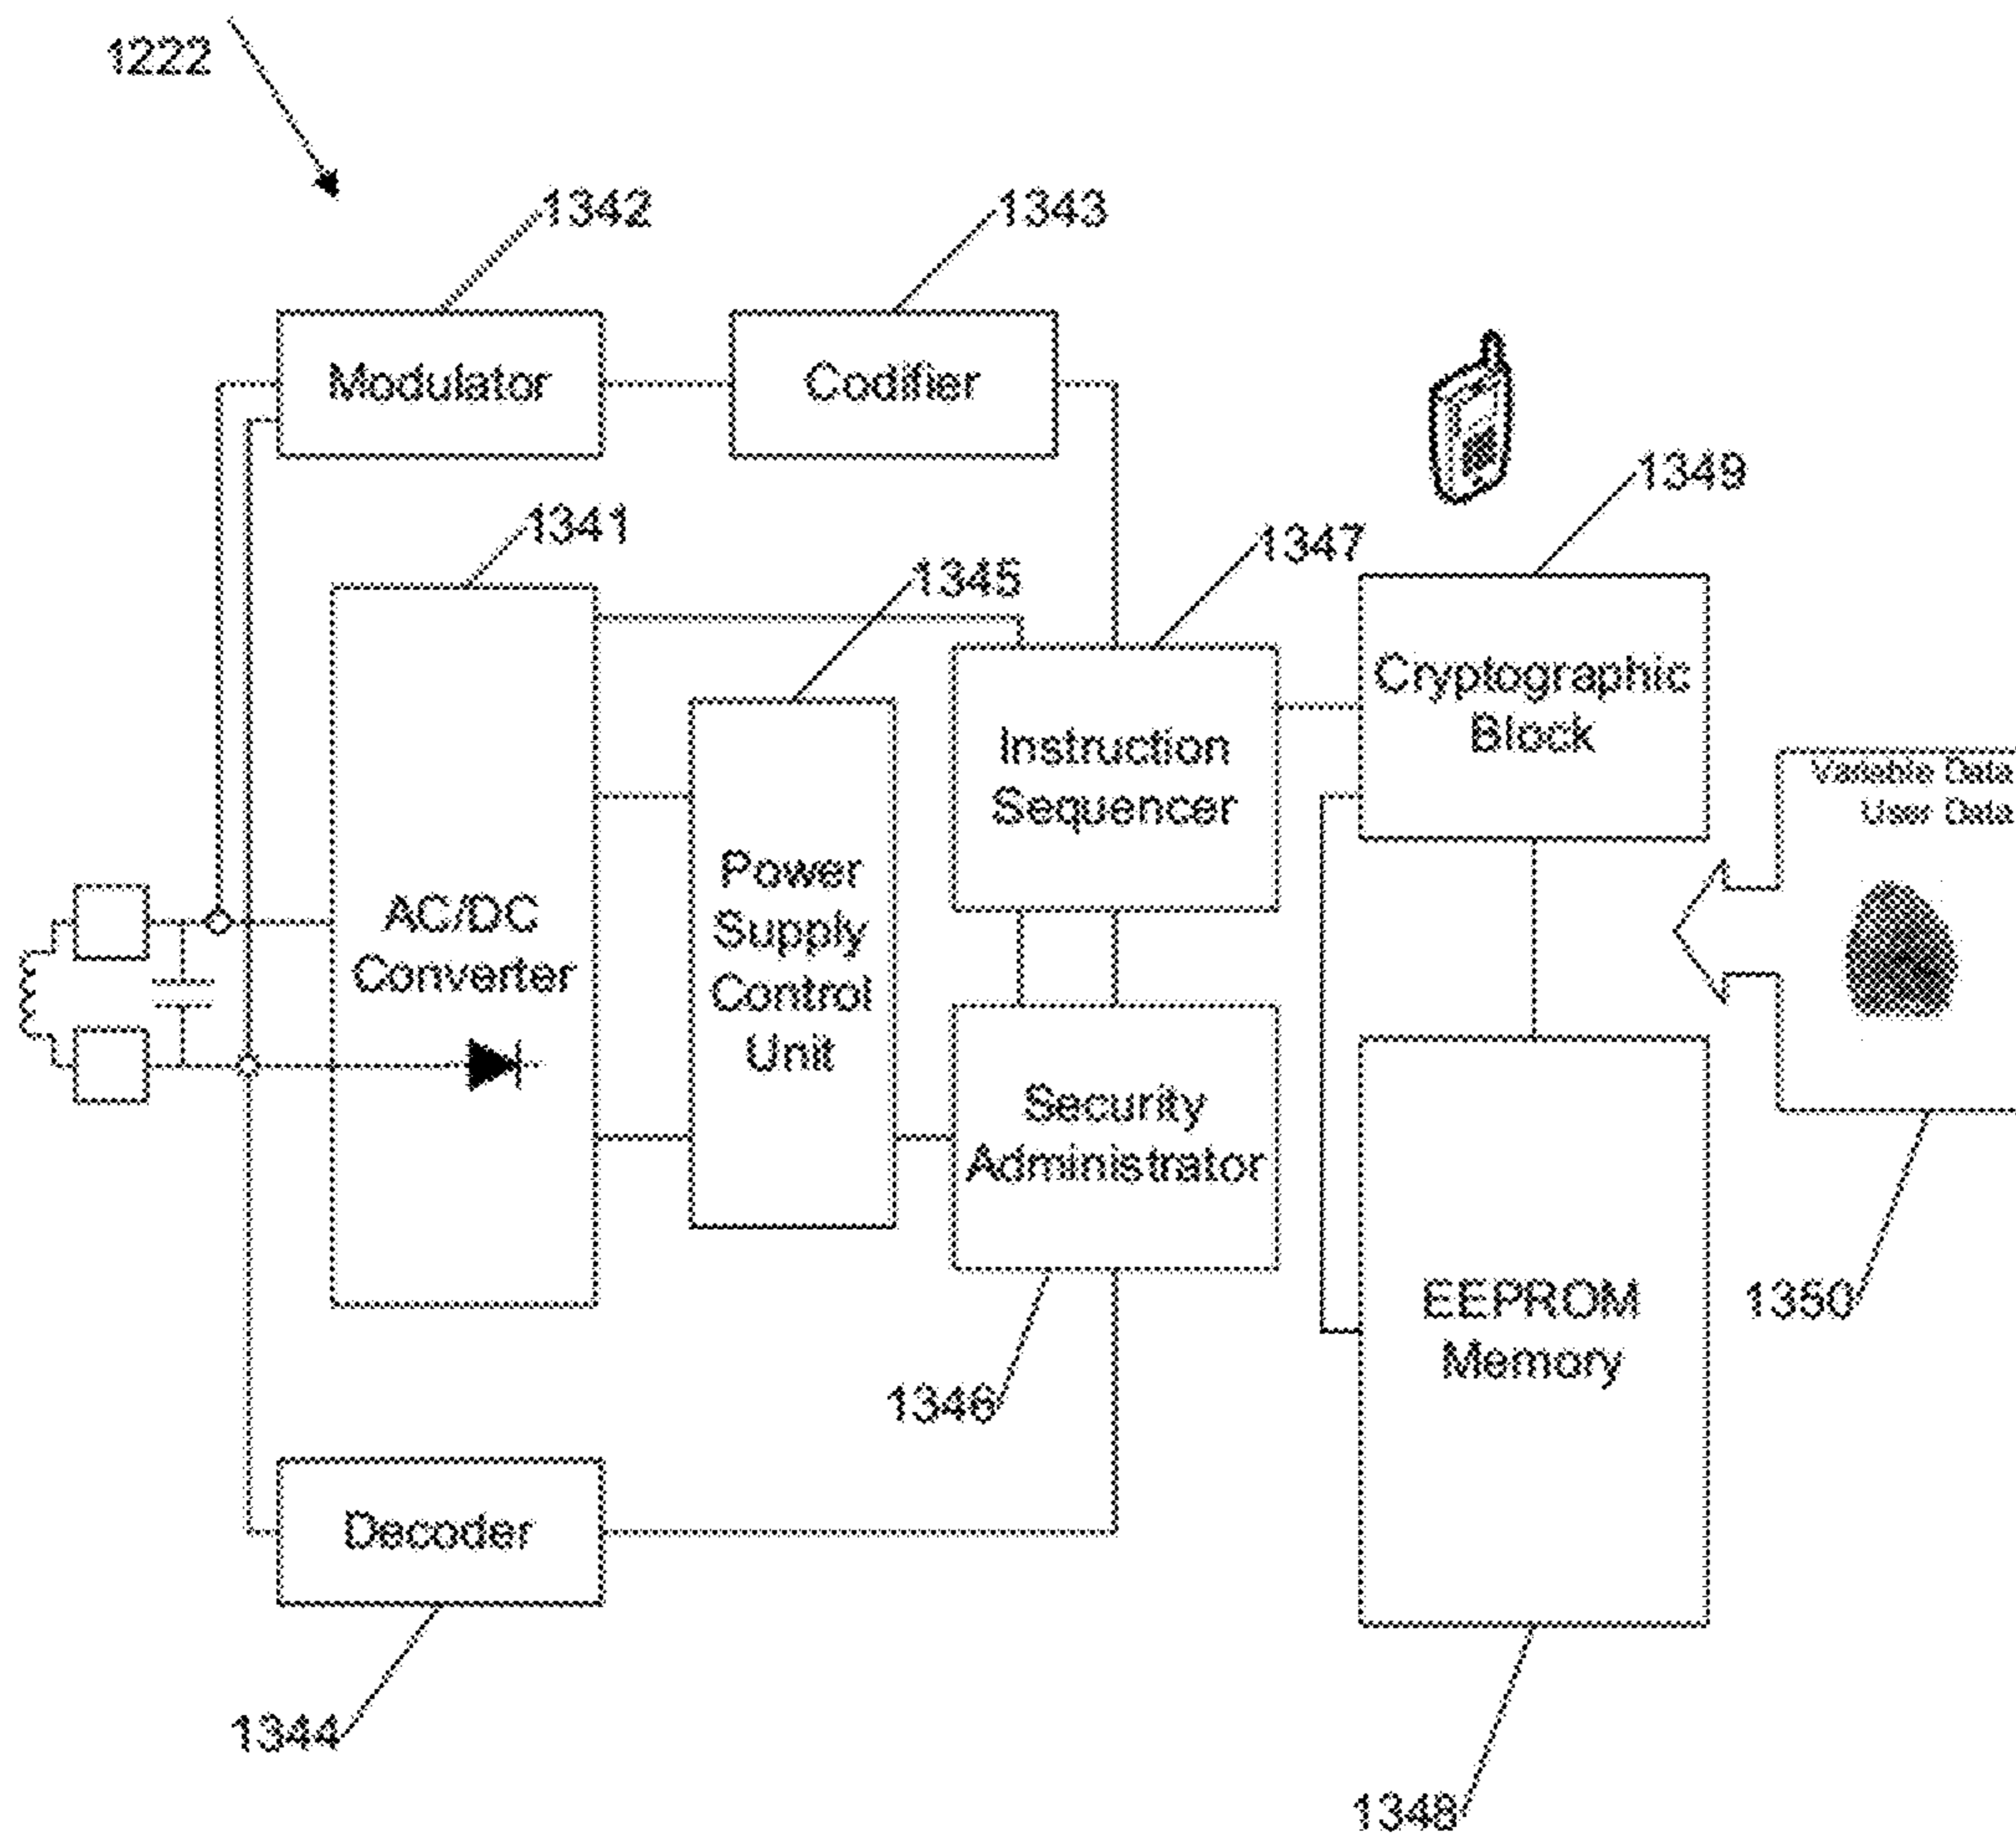 1222
1342
1343
Modulator
Codifier
1349
1341
1347
1345
Cryptographic
Block
Instruction
Sequencer
Variable Data
User Data
Power
Supply
Control
Unit
AC/DC
Converter
Security
Administrator
EEPROM
Memory
1350
1346
Decoder
1344
1348